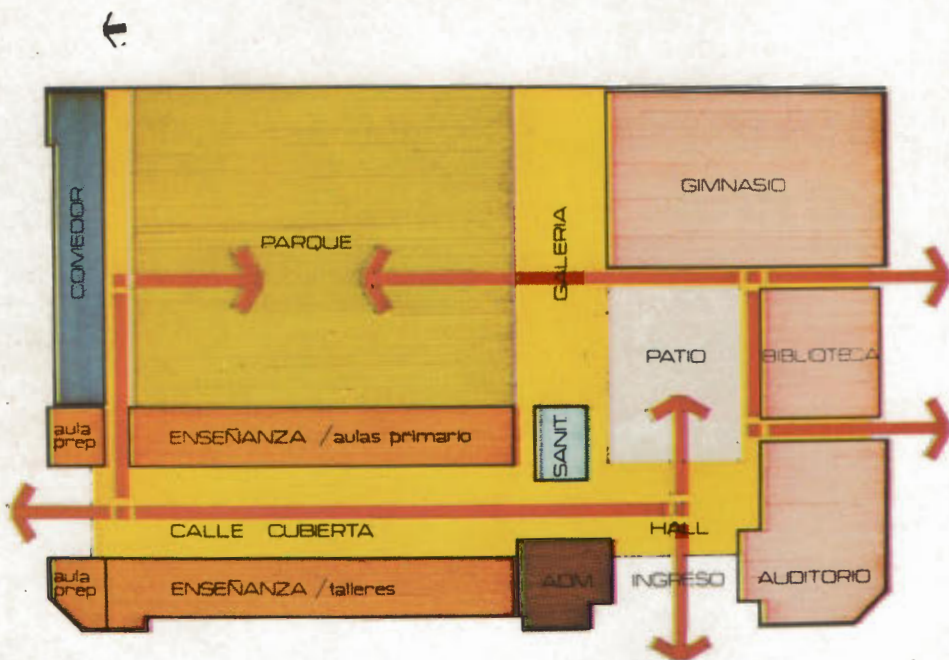 GIMNASIO
COMEDOR
PARQUE
GALERIA
PATIO
BIBLIOTECA
aula
prep
ENSEÑANZA / aulas primario
SANIT
CALLE CUBIERTA
HALL
aula
prep
ENSEÑANZA / talleres
ADM
INGRESO
AUDITORIO